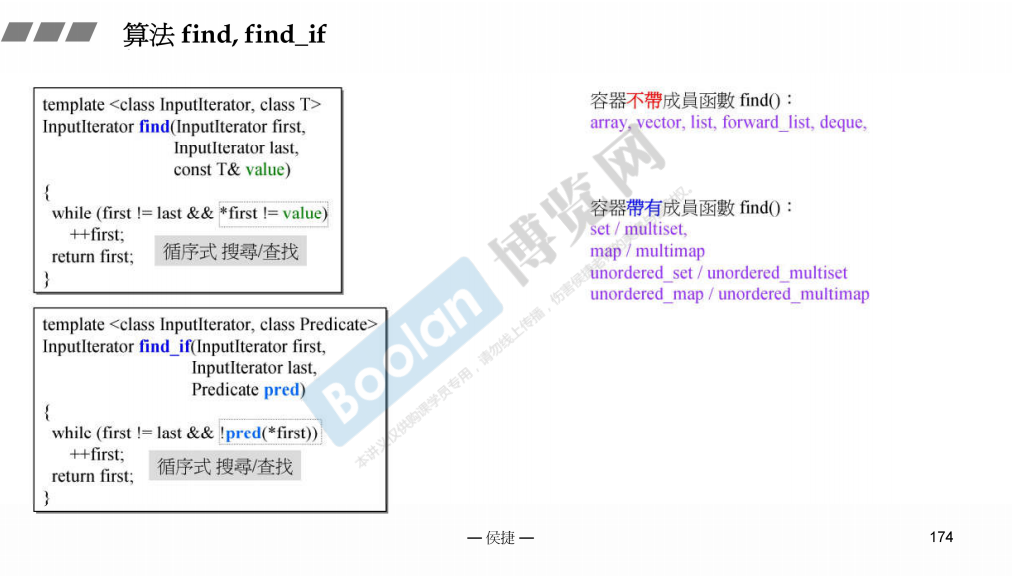 算法 find, find_if
template <class InputIterator, class T>
InputIterator find(InputIterator first,
InputIterator last,
const T& value)
{
while (first != last && *first != value)
++first;
return first;
循序式 搜尋/查找
}
template <class InputIterator, class Predicate>
InputIterator find_if(InputIterator first,
InputIterator last,
Predicate pred)
{
while (first != last && !pred(*first))
++first;
return first;
循序式 搜尋/查找
}
容器不帶成員函數 find()：
array, vector, list, forward_list, deque,
容器帶有成員函數 find()：
set / multiset,
map / multimap
unordered_set / unordered_multiset
unordered_map / unordered_multimap
Boolan 博览网
本讲义仅供购课学员专用，请勿线上传播，伤害侯捷老师的
— 侯捷 —
174